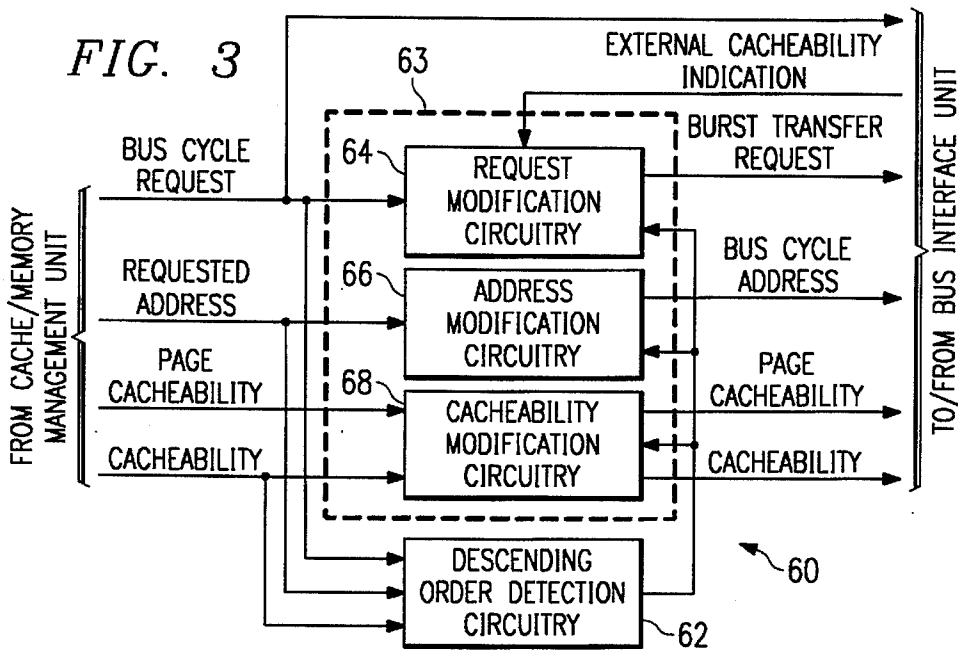 FIG. 3
EXTERNAL CACHEABILITY
INDICATION
63
BUS CYCLE
REQUEST
64
REQUEST
MODIFICATION
CIRCUITRY
BURST TRANSFER
REQUEST
REQUESTED
ADDRESS
66
ADDRESS
MODIFICATION
CIRCUITRY
BUS CYCLE
ADDRESS
PAGE
CACHEABILITY
68
CACHEABILITY
MODIFICATION
CIRCUITRY
PAGE
CACHEABILITY
CACHEABILITY
CACHEABILITY
FROM CACHE/MEMORY
MANAGEMENT UNIT
TO/FROM BUS INTERFACE UNIT
DESCENDING
ORDER DETECTION
CIRCUITRY
62
60